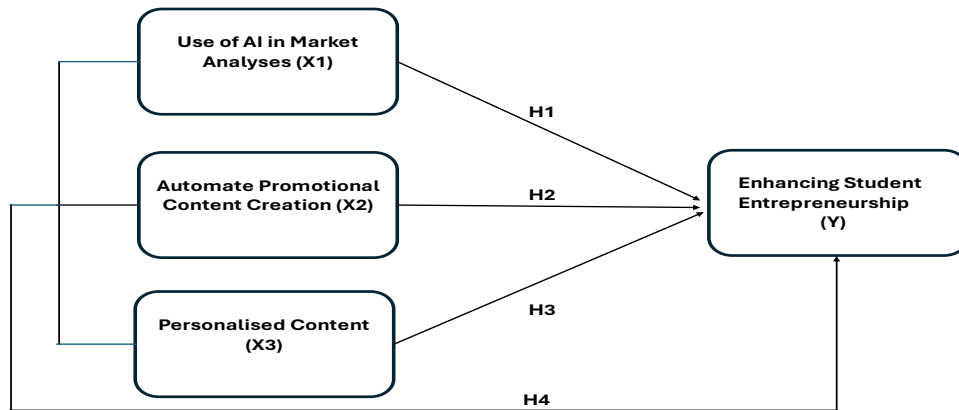 Use of AI in Market
Analyses (X1)
H1
Automate Promotional
Content Creation (X2)
H2
Enhancing Student
Entrepreneurship
(Y)
Personalised Content
(X3)
H3
H4